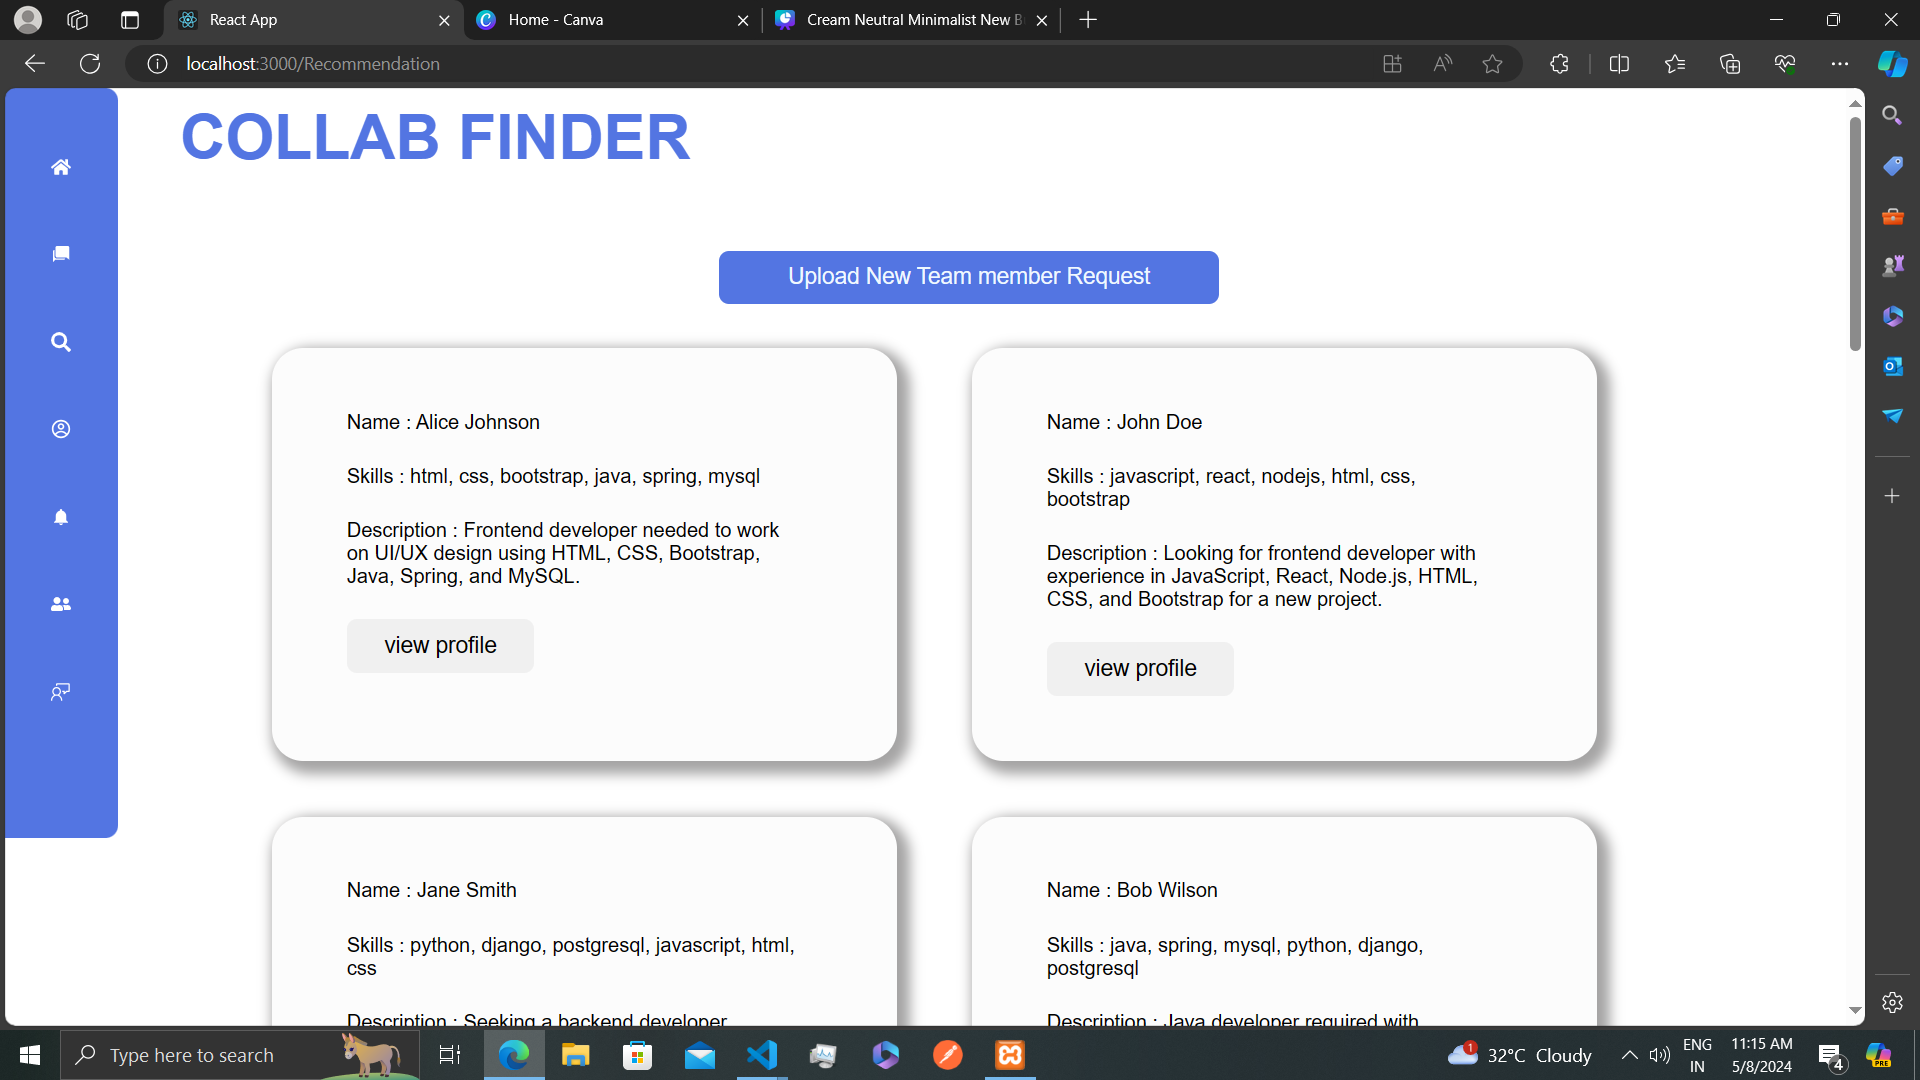 React App
Home - Canva
Cream Neutral Minimalist New B
localhost:3000/Recommendation
COLLAB FINDER
Upload New Team member Request
Name : Alice Johnson
Skills : html, css, bootstrap, java, spring, mysql
Description : Frontend developer needed to work
on UI/UX design using HTML, CSS, Bootstrap,
Java, Spring, and MySQL.
view profile
Name : John Doe
Skills : javascript, react, nodejs, html, css,
bootstrap
Description : Looking for frontend developer with
experience in JavaScript, React, Node.js, HTML,
CSS, and Bootstrap for a new project.
view profile
Name : Jane Smith
Skills : python, django, postgresql, javascript, html,
css
Description : Seeking a backend developer
Name : Bob Wilson
Skills : java, spring, mysql, python, django,
postgresql
Description : Java developer required with
Type here to search
1
32°C Cloudy
ENG
IN
11:15 AM
5/8/2024
4
PRE